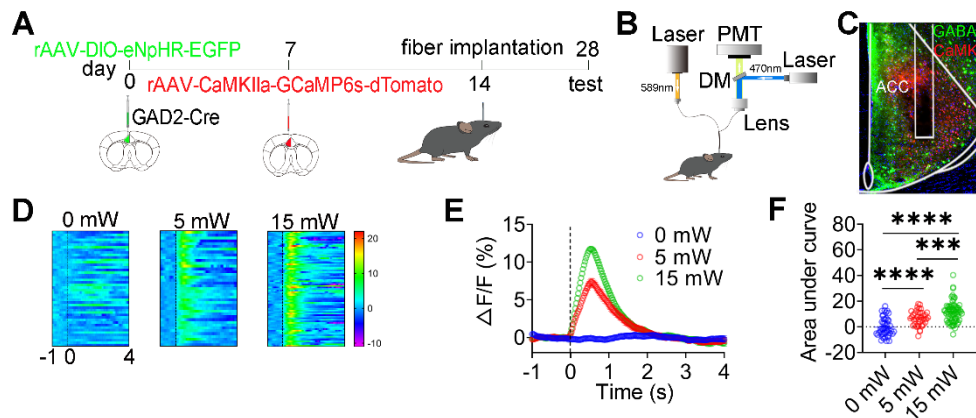 A
rAAV-DIO-eNpHR-EGFP
7
fiber implantation
28
day
0
rAAV-CaMKIIa-GCaMP6s-dTomato
14
test
GAD2-Cre
B
Laser
PMT
DM
470nm
Laser
589nm
Lens
C
GABA
CaMK
ACC
D
0 mW
5 mW
15 mW
20
10
0
-10
-1
0
4
E
ΔF/F (%)
15
10
5
0
-1
0
1
2
3
4
Time (s)
0 mW
5 mW
15 mW
F
Area under curve
80
60
40
20
0
-20
****
***
****
0 mW
5 mW
15 mW